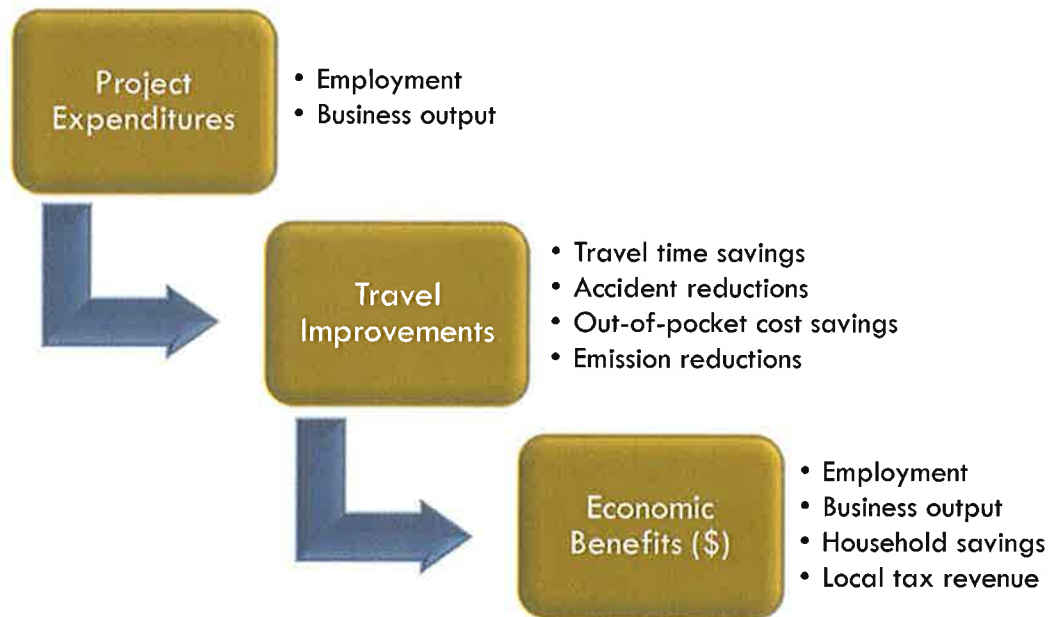 Project
Expenditures
• Employment
• Business output
Travel
Improvements
• Travel time savings
• Accident reductions
• Out-of-pocket cost savings
• Emission reductions
Economic
Benefits ($)
• Employment
• Business output
• Household savings
• Local tax revenue